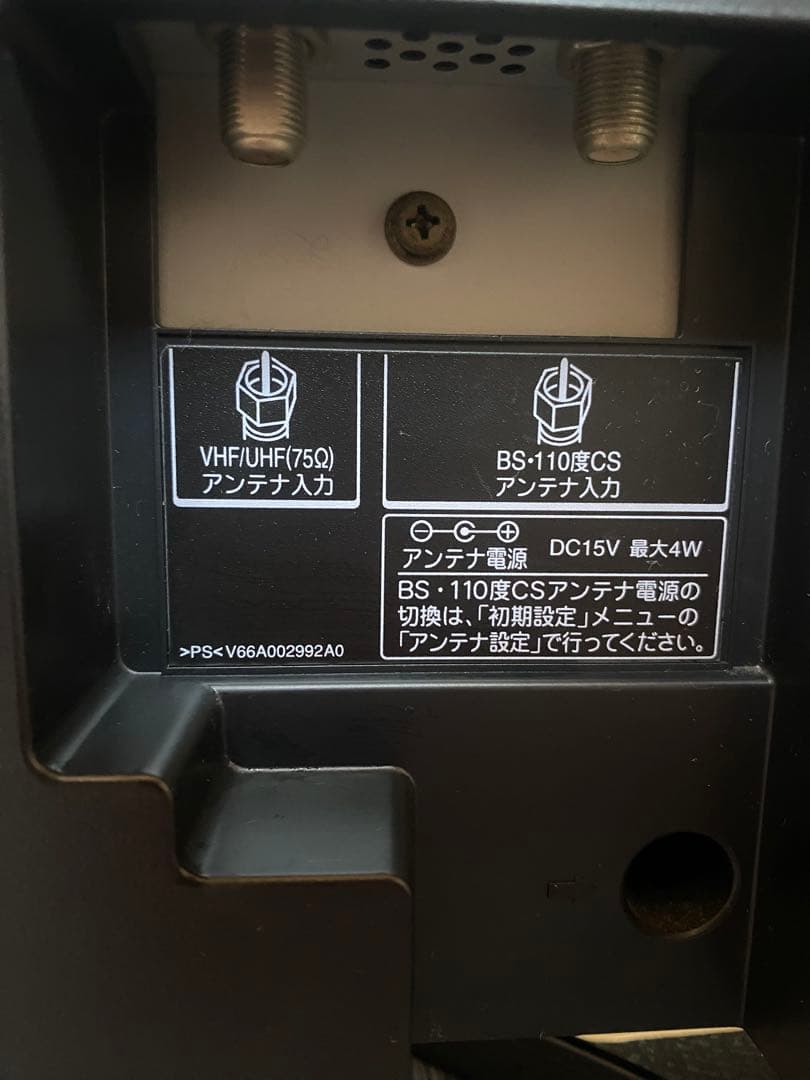 VHF/UHF(75Ω)
アンテナ入力
BS・110度CS
アンテナ入力
アンテナ電源 DC15V 最大4W
BS・110度CSアンテナ電源の
切換は、「初期設定」メニューの
「アンテナ設定」で行ってください。
>PS<V66A002992A0